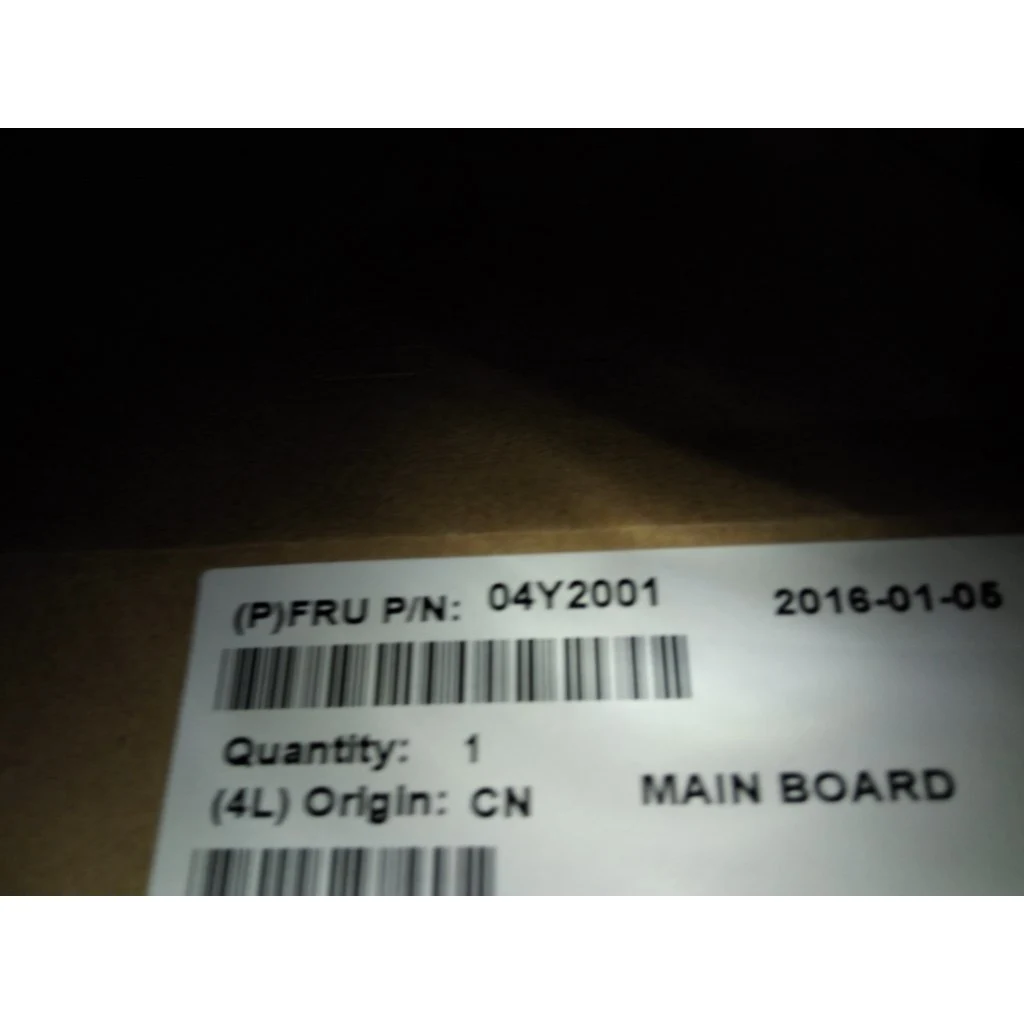 (P)FRU P/N: 04Y2001 2016-01-05
Quantity: 1
(4L) Origin: CN MAIN BOARD